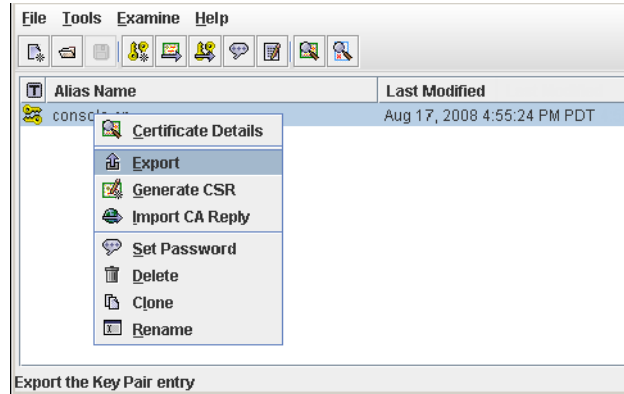 File Tools Examine Help
T Alias Name Last Modified
Aug 17, 2008 4:55:24 PM PDT
Certificate Details
Export
Generate CSR
Import CA Reply
Set Password
Delete
Clone
Rename
Export the Key Pair entry